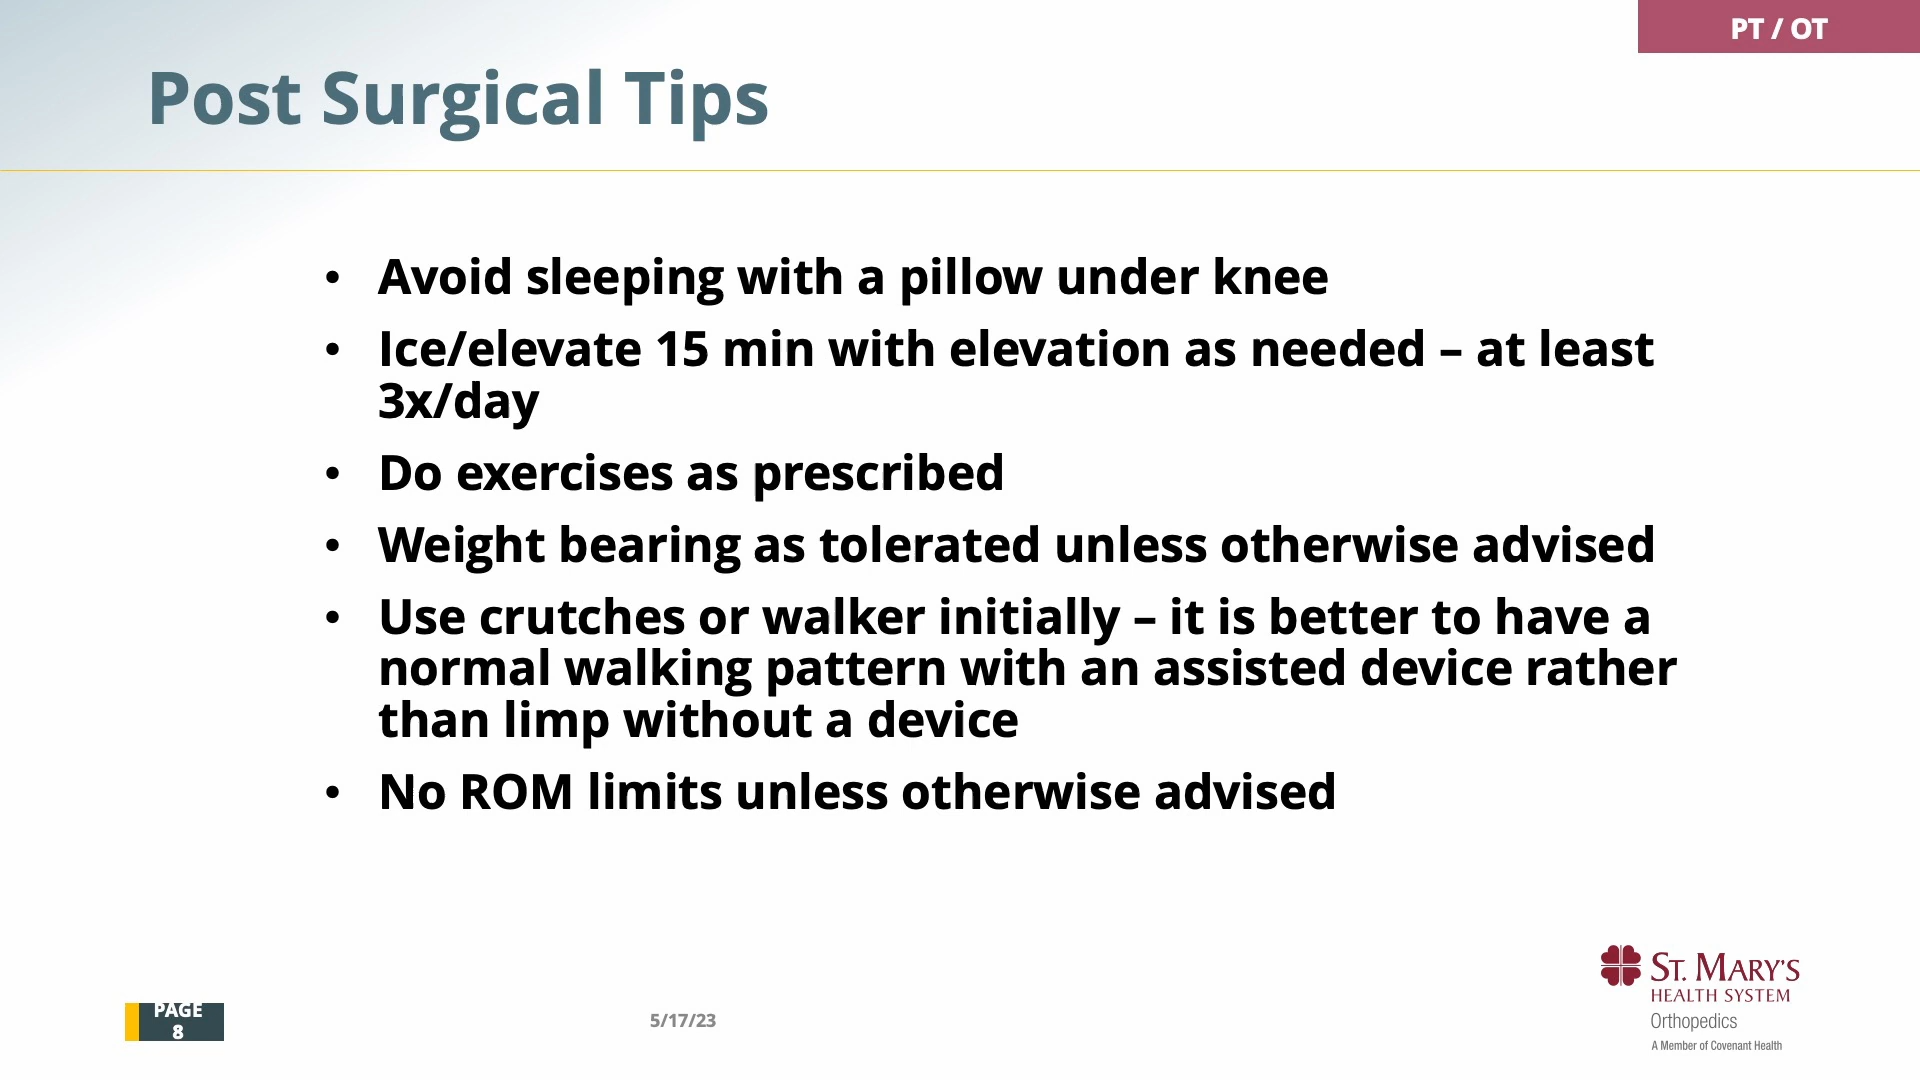 PT / OT
Post Surgical Tips
• Avoid sleeping with a pillow under knee
• Ice/elevate 15 min with elevation as needed – at least
3x/day
• Do exercises as prescribed
• Weight bearing as tolerated unless otherwise advised
• Use crutches or walker initially – it is better to have a
normal walking pattern with an assisted device rather
than limp without a device
• No ROM limits unless otherwise advised
PAGE
8
5/17/23
ST. MARY'S
HEALTH SYSTEM
Orthopedics
A Member of Covenant Health